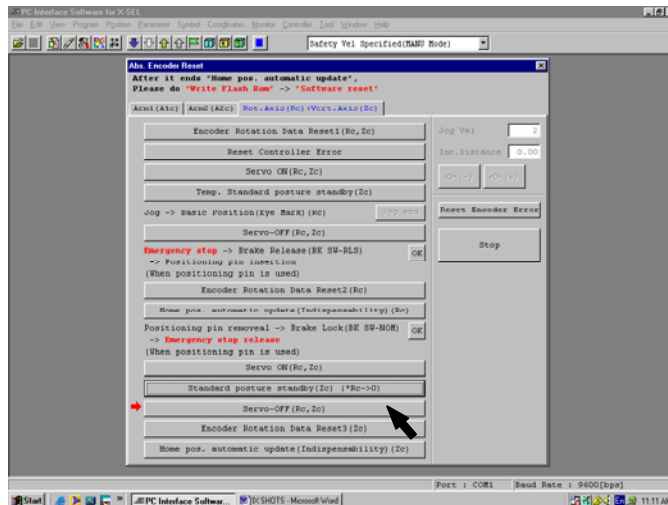 PC Interface Software for X-SEL
File Edit View Program Position Parameter Symbol Coordinates Monitor Controller Tool Window Help
Safety Vel Specified(MANU Mode)
Abs. Encoder Reset
After it ends "Home pos. automatic update",
Please do "Write Flash Rom" -> "Software reset"
Arm1(A1c) Arm2(A2c) Rot.Axis(Rc)+Vert.Axis(Zc)
Encoder Rotation Data Reset1(Rc,Zc)
Reset Controller Error
Servo ON(Rc,Zc)
Temp. Standard posture standby(Zc)
Jog -> Basic Position(Eye Mark)(Rc) Jog end
Servo-OFF(Rc,Zc)
Emergency stop -> Brake Release(BK SW-RLS) OK
-> Positioning pin insertion
(When positioning pin is used)
Encoder Rotation Data Reset2(Rc)
Home pos. automatic update(Indispensability)(Rc)
Positioning pin removeal -> Brake Lock(BK SW-NOM) OK
-> Emergency stop release
(When positioning pin is used)
Servo ON(Rc,Zc)
Standard posture standby(Zc) (*Rc->0)
Servo-OFF(Rc,Zc)
Encoder Rotation Data Reset3(Zc)
Home pos. automatic update(Indispensability)(Zc)
Jog Vel 2
Inc.Distance 0.00
(-) (+)
Reset Encoder Error
Stop
Port : COM1 Baud Rate : 9600[bps]
Start PC Interface Softwar... IX SHOTS - Microsoft Word 11:11 AM